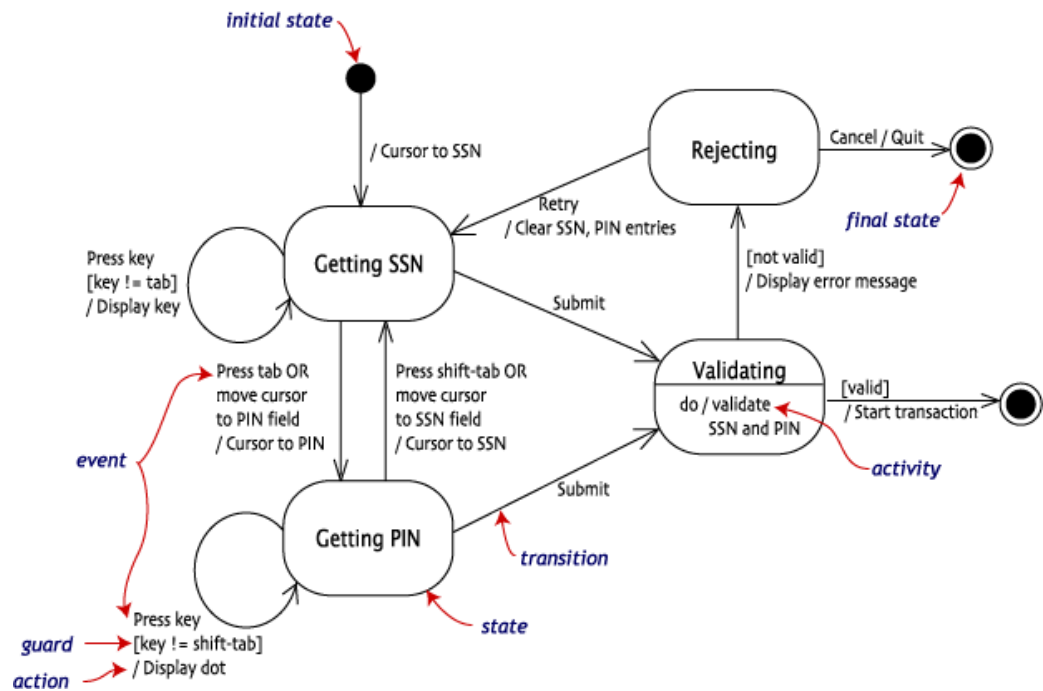 initial state
/ Cursor to SSN
Rejecting
Cancel / Quit
final state
Retry
/ Clear SSN, PIN entries
Press key
[key != tab]
/ Display key
Getting SSN
[not valid]
/ Display error message
Submit
Press tab OR
move cursor
to PIN field
/ Cursor to PIN
Press shift-tab OR
move cursor
to SSN field
/ Cursor to SSN
Validating
do / validate
SSN and PIN
[valid]
/ Start transaction
event
activity
Submit
Getting PIN
transition
state
Press key
[key != shift-tab]
/ Display dot
guard
action